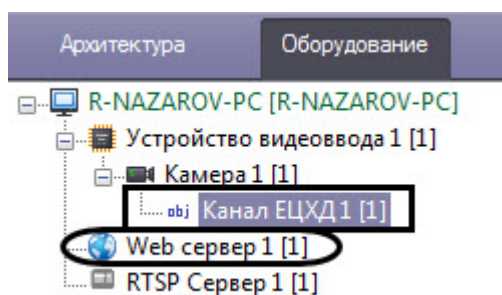 Архитектура Оборудование
R-NAZAROV-PC [R-NAZAROV-PC]
Устройство видеоввода 1 [1]
Камера 1 [1]
obj Канал ЕЦХД 1 [1]
Web сервер 1 [1]
RTSP Сервер 1 [1]